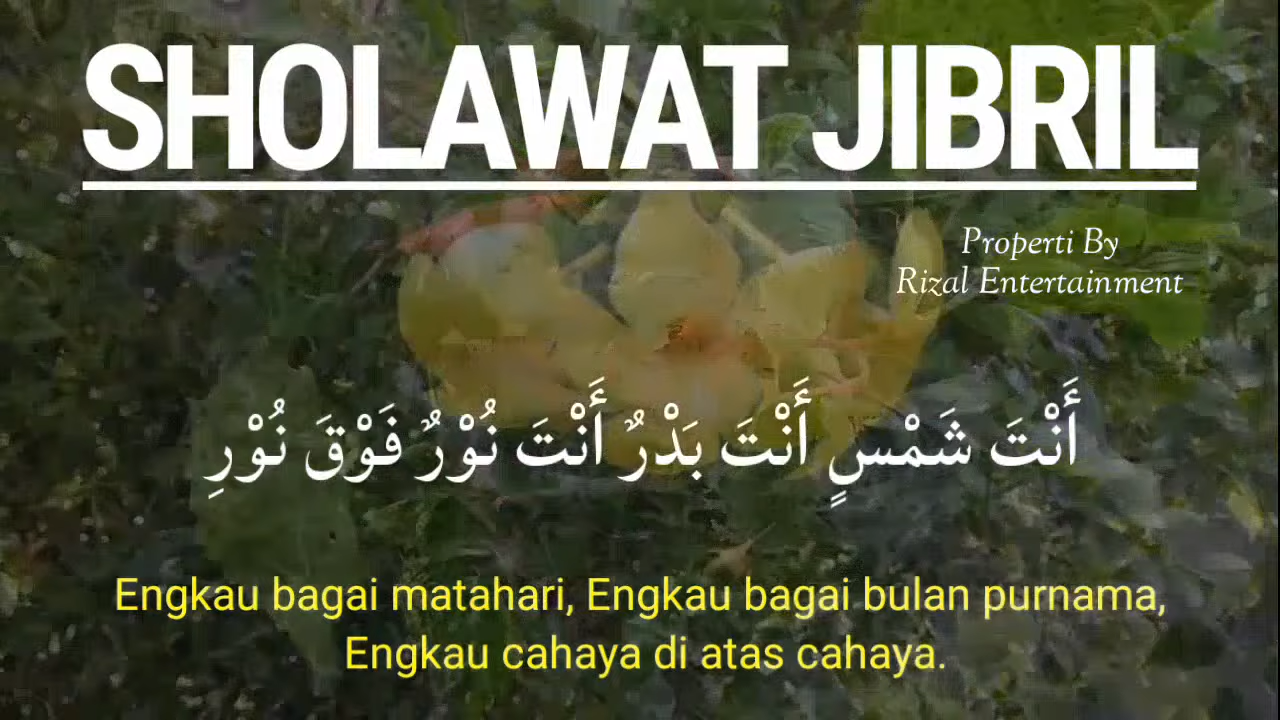 SHOLAWAT JIBRIL
Properti By
Rizal Entertainment
أَنْتَ شَمْسٍ أَنْتَ بَدْرٌ أَنْتَ نُوْرٌ فَوْقَ نُوْرِ
Engkau bagai matahari, Engkau bagai bulan purnama,
Engkau cahaya di atas cahaya.